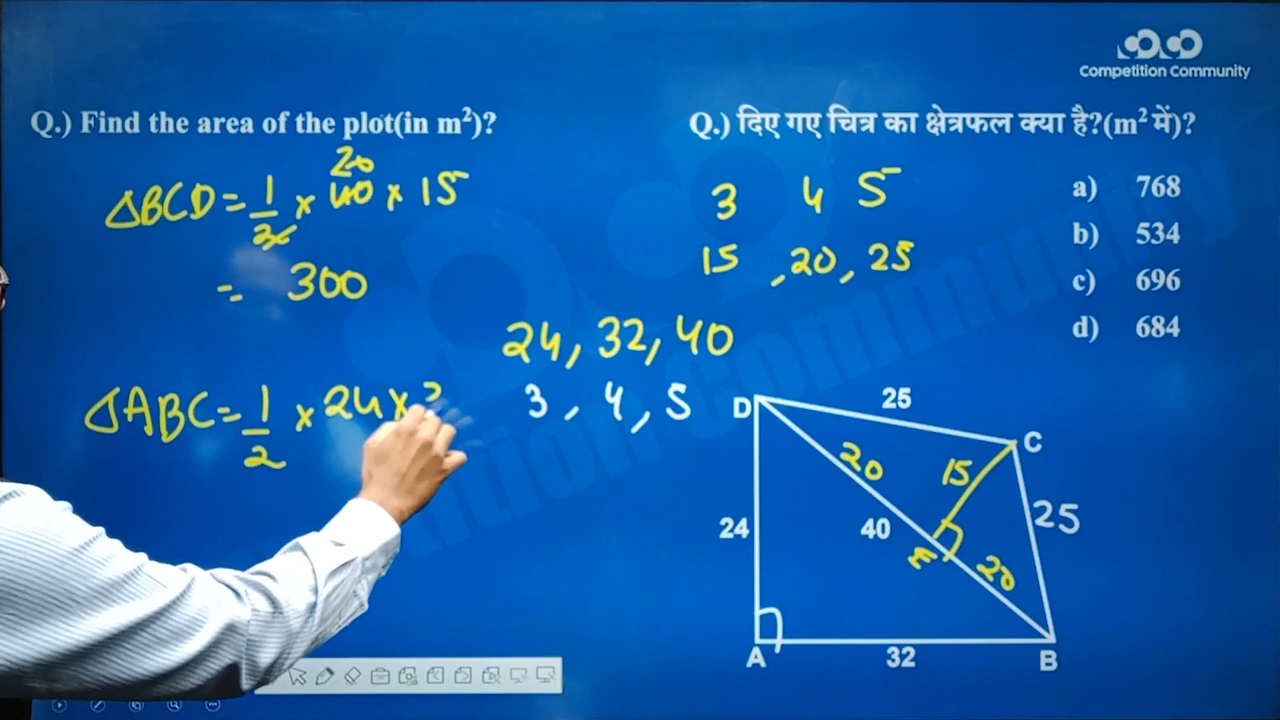 Competition Community
Q.) Find the area of the plot(in m²)?
20
△BCD = 1/2 × 40 × 15
= 300
△ABC = 1/2 × 24 ×
24, 32, 40
3, 4, 5
Q.) दिए गए चित्र का क्षेत्रफल क्या है?(m² में)?
3 4 5
15, 20, 25
a) 768
b) 534
c) 696
d) 684
D 25 C
20 15 25
24 40 E 20
A 32 B